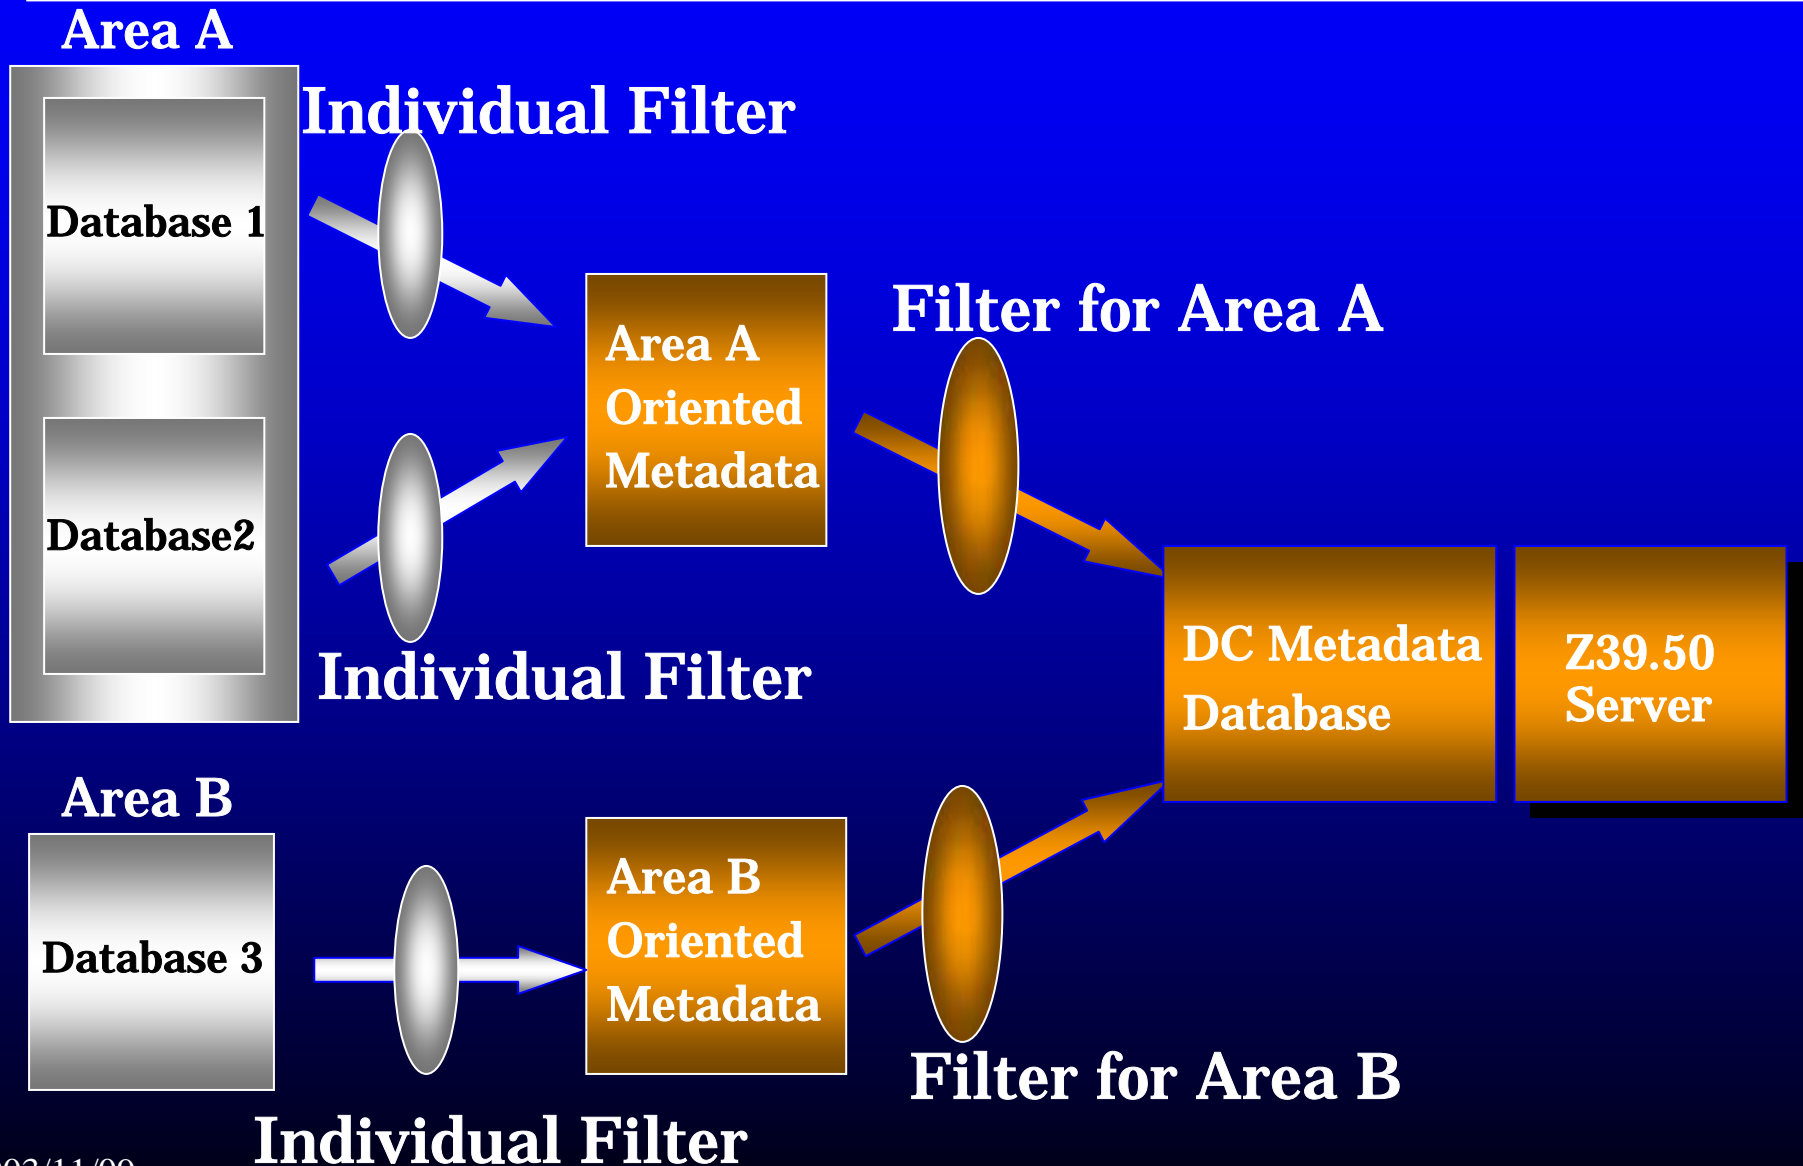 Area A
Individual Filter
Database 1
Filter for Area A
Area A
Oriented
Metadata
Database2
Individual Filter
DC Metadata
Database
Z39.50
Server
Area B
Database 3
Area B
Oriented
Metadata
Filter for Area B
Individual Filter